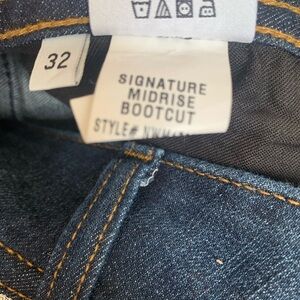 32
SIGNATURE
MIDRISE
BOOTCUT
STYLE#